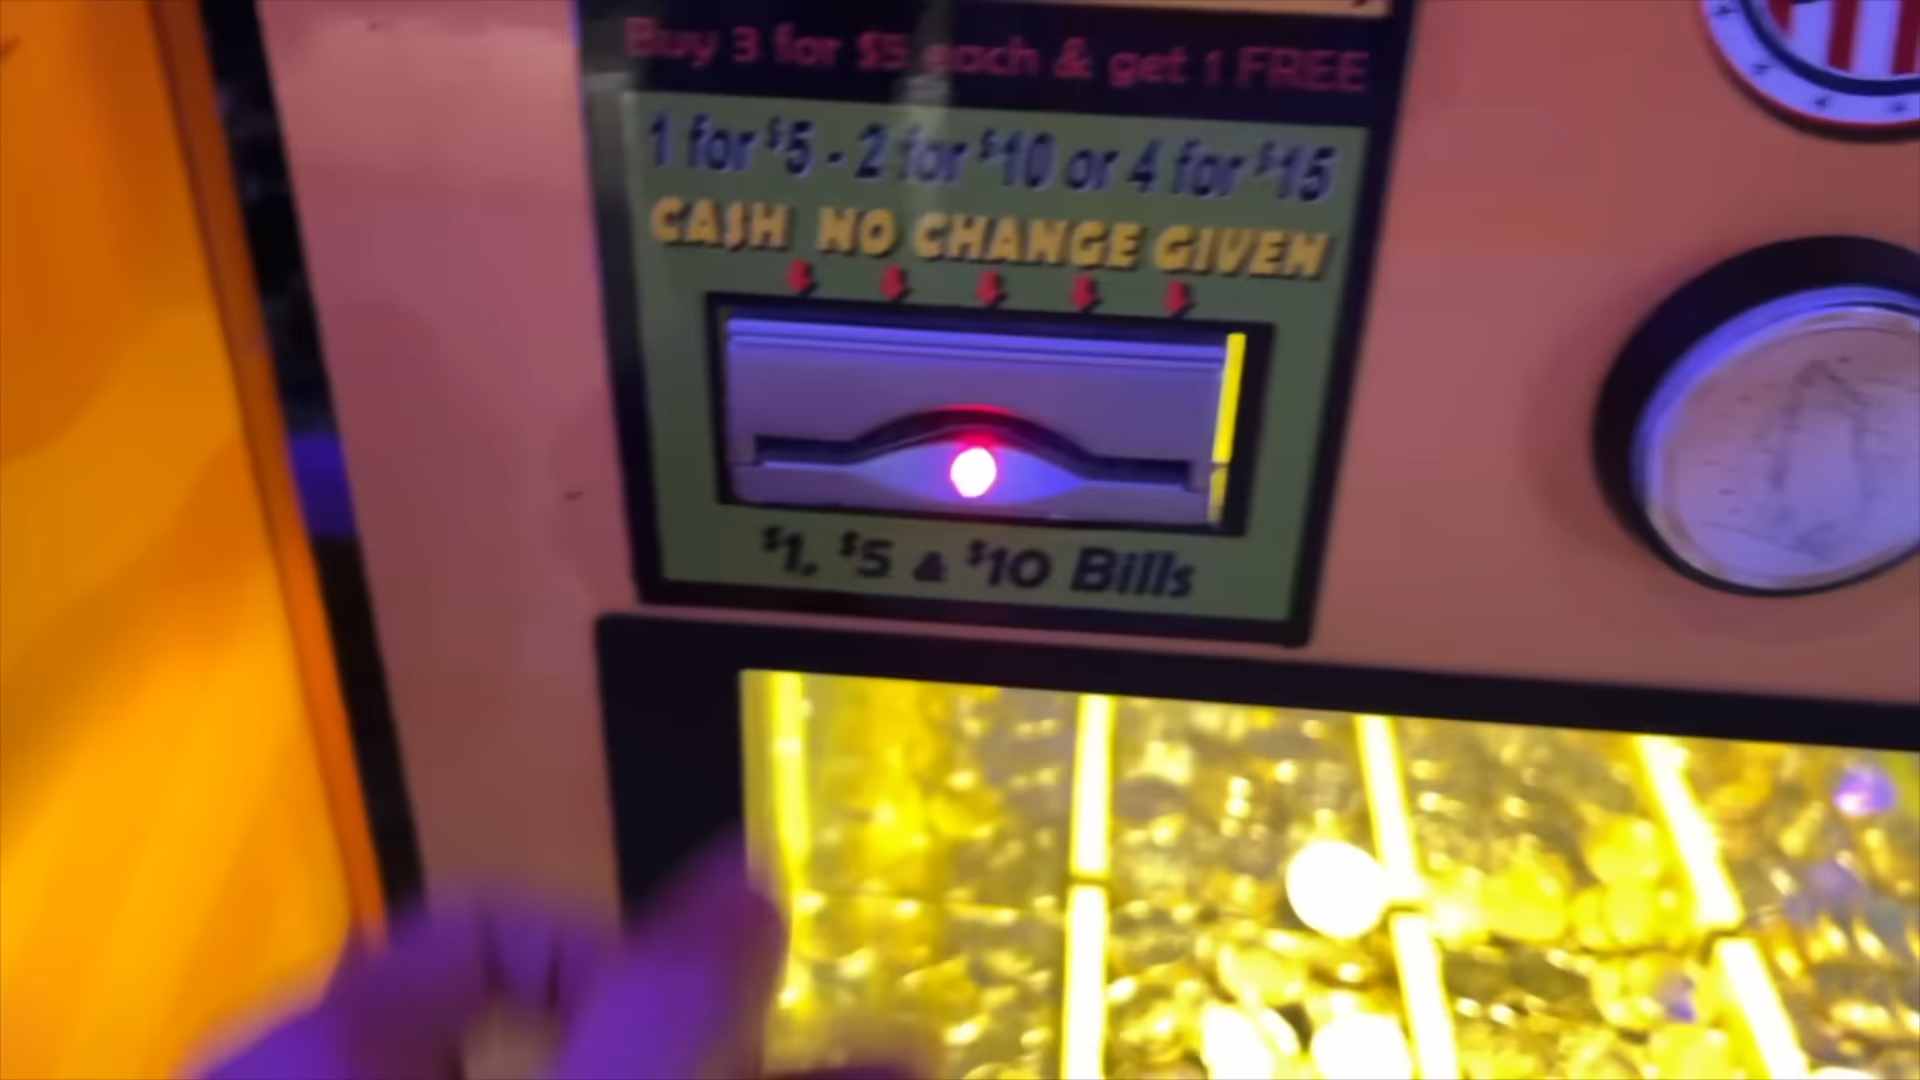 Buy 3 for $5 each & get 1 FREE
1 for $5 - 2 for $10 or 4 for $15
CASH NO CHANGE GIVEN
$1, $5 & $10 Bills